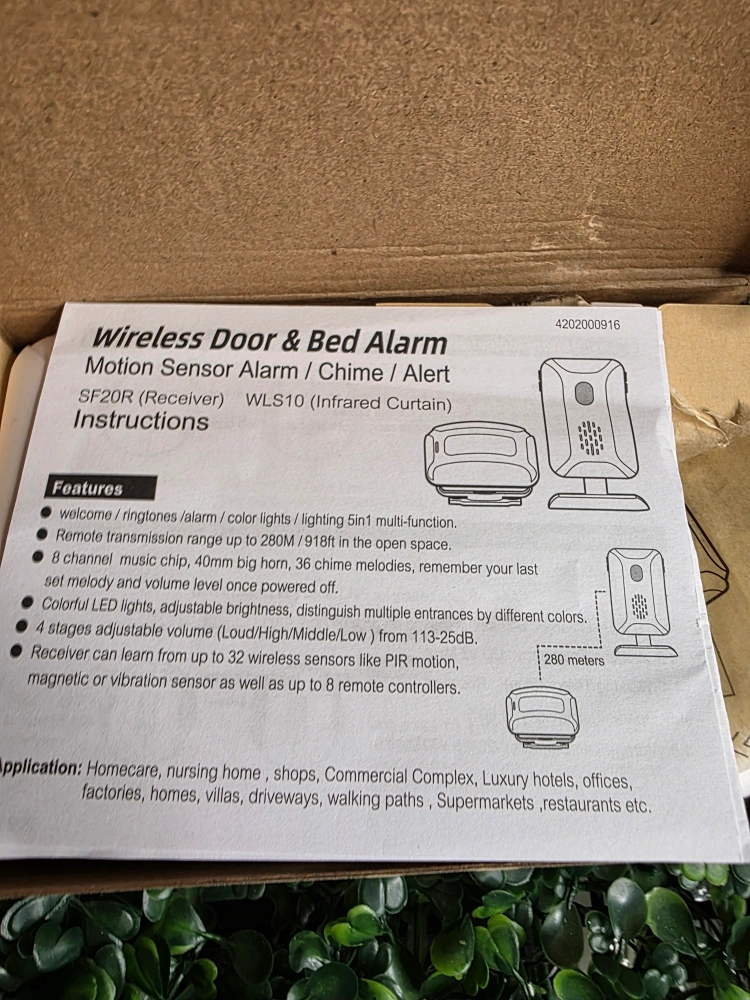 4202000916
Wireless Door & Bed Alarm
Motion Sensor Alarm / Chime / Alert
SF20R (Receiver) WLS10 (Infrared Curtain)
Instructions
Features
● welcome / ringtones /alarm / color lights / lighting 5in1 multi-function.
● Remote transmission range up to 280M / 918ft in the open space.
● 8 channel music chip, 40mm big horn, 36 chime melodies, remember your last
set melody and volume level once powered off.
● Colorful LED lights, adjustable brightness, distinguish multiple entrances by different colors.
● 4 stages adjustable volume (Loud/High/Middle/Low ) from 113-25dB.
● Receiver can learn from up to 32 wireless sensors like PIR motion,
magnetic or vibration sensor as well as up to 8 remote controllers.
280 meters
Application: Homecare, nursing home , shops, Commercial Complex, Luxury hotels, offices,
factories, homes, villas, driveways, walking paths , Supermarkets ,restaurants etc.